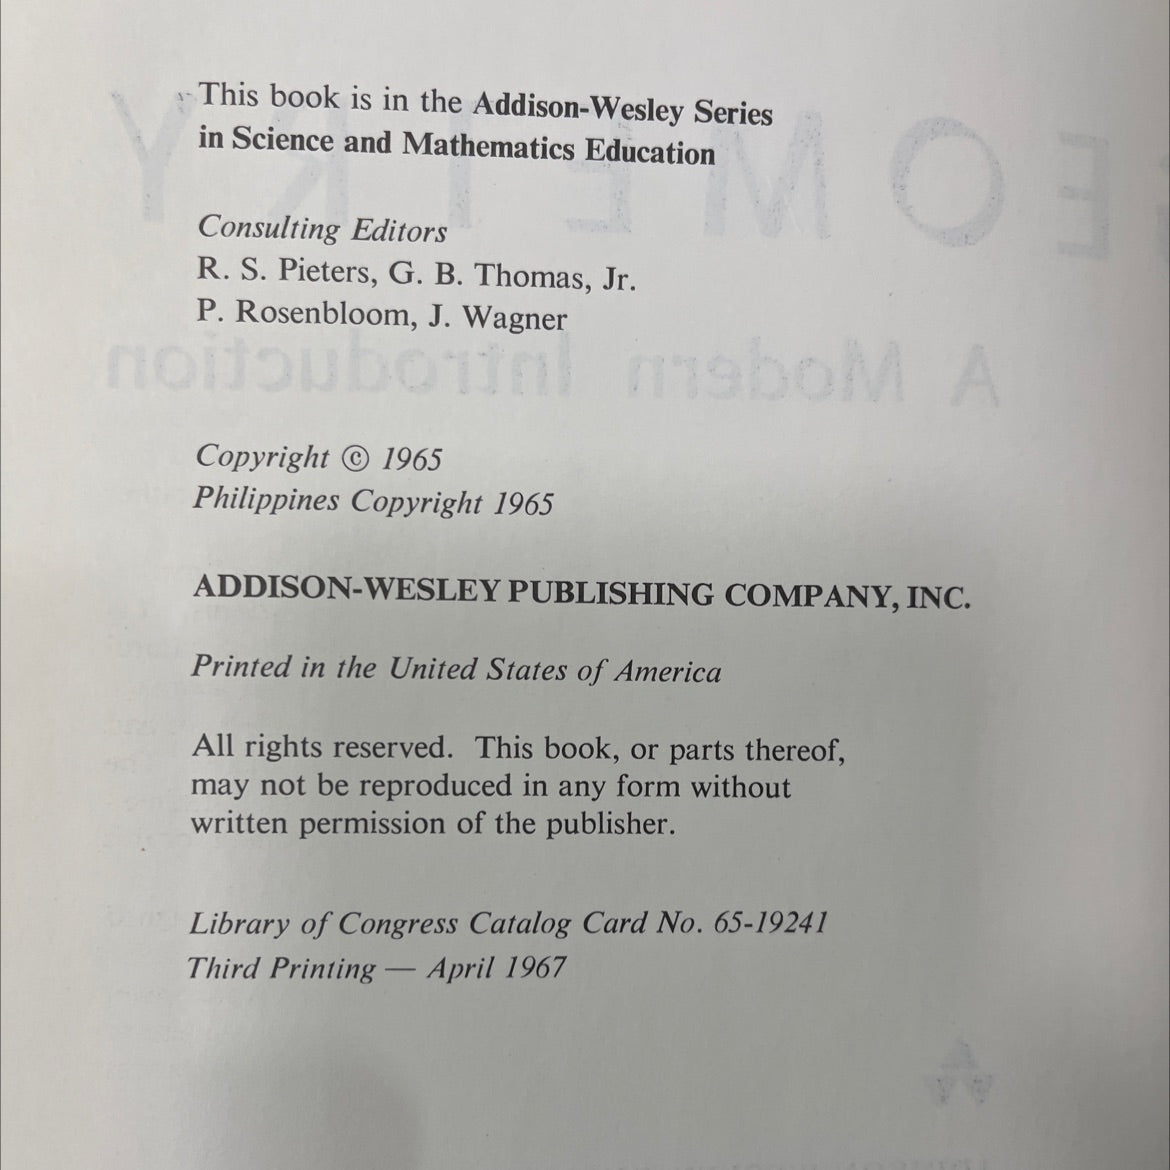 This book is in the Addison-Wesley Series
in Science and Mathematics Education
Consulting Editors
R. S. Pieters, G. B. Thomas, Jr.
P. Rosenbloom, J. Wagner
Copyright © 1965
Philippines Copyright 1965
ADDISON-WESLEY PUBLISHING COMPANY, INC.
Printed in the United States of America
All rights reserved. This book, or parts thereof,
may not be reproduced in any form without
written permission of the publisher.
Library of Congress Catalog Card No. 65-19241
Third Printing — April 1967
GEOMETRY
A Modern Introduction